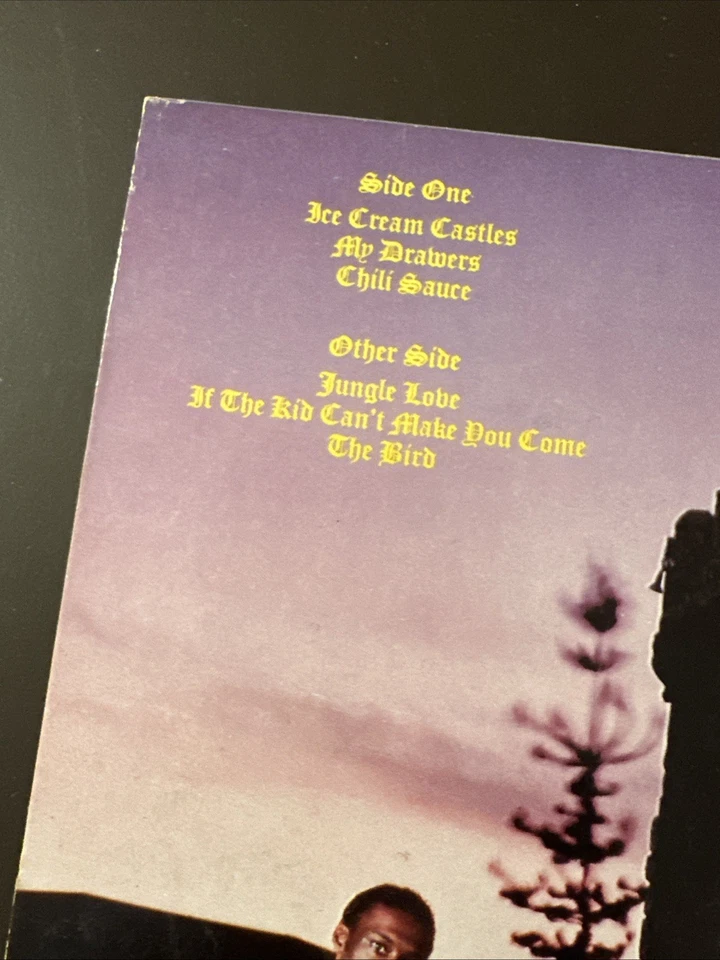 Side One
Ice Cream Castles
My Drawers
Chili Sauce
Other Side
Jungle Love
If The Kid Can't Make You Come
The Bird